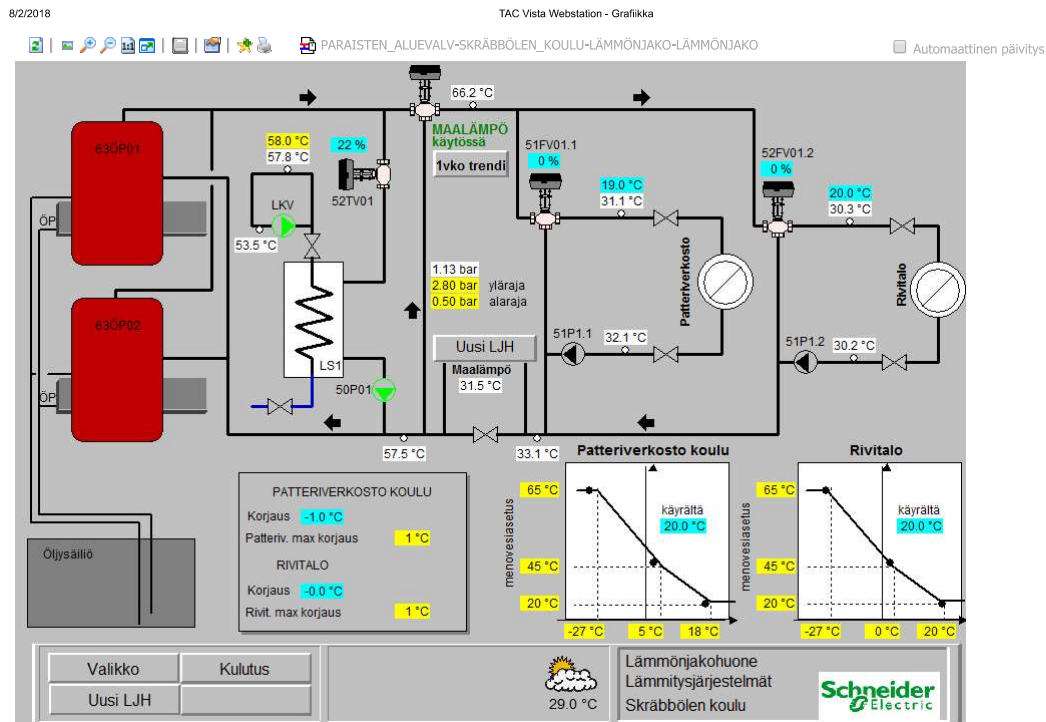 8/2/2018
TAC Vista Webstation - Grafiikka
PARAISTEN_ALUEVALV-SKRÄBBÖLEN_KOULU-LÄMMÖNJAKO-LÄMMÖNJAKO
Automaattinen päivitys
66.2 °C
63ÖP01
58.0 °C
57.8 °C
22 %
MAALÄMPÖ
käytössä
1vko trendi
51FV01.1
0 %
52FV01.2
0 %
LKV
52TV01
19.0 °C
31.1 °C
20.0 °C
30.3 °C
ÖP
53.5 °C
1.13 bar
2.80 bar yläraja
0.50 bar alaraja
Patteriverkosto
Rivitalo
63ÖP02
Uusi LJH
51P1.1
32.1 °C
51P1.2
30.2 °C
LS1
Maalämpö
31.5 °C
50P01
ÖP
57.5 °C
33.1 °C
Patteriverkosto koulu
Rivitalo
PATTERIVERKOSTO KOULU
Korjaus -1.0 °C
Patteriv. max korjaus 1 °C
RIVITALO
Korjaus -0.0 °C
Rivit. max korjaus 1 °C
menovesiasetus
65 °C
45 °C
20 °C
käyrältä
20.0 °C
-27 °C 5 °C 18 °C
menovesiasetus
65 °C
45 °C
20 °C
käyrältä
20.0 °C
-27 °C 0 °C 20 °C
Öljysäiliö
Valikko
Kulutus
Uusi LJH
29.0 °C
Lämmönjakohuone
Lämmitysjärjestelmät
Skräbbölen koulu
Schneider
Electric